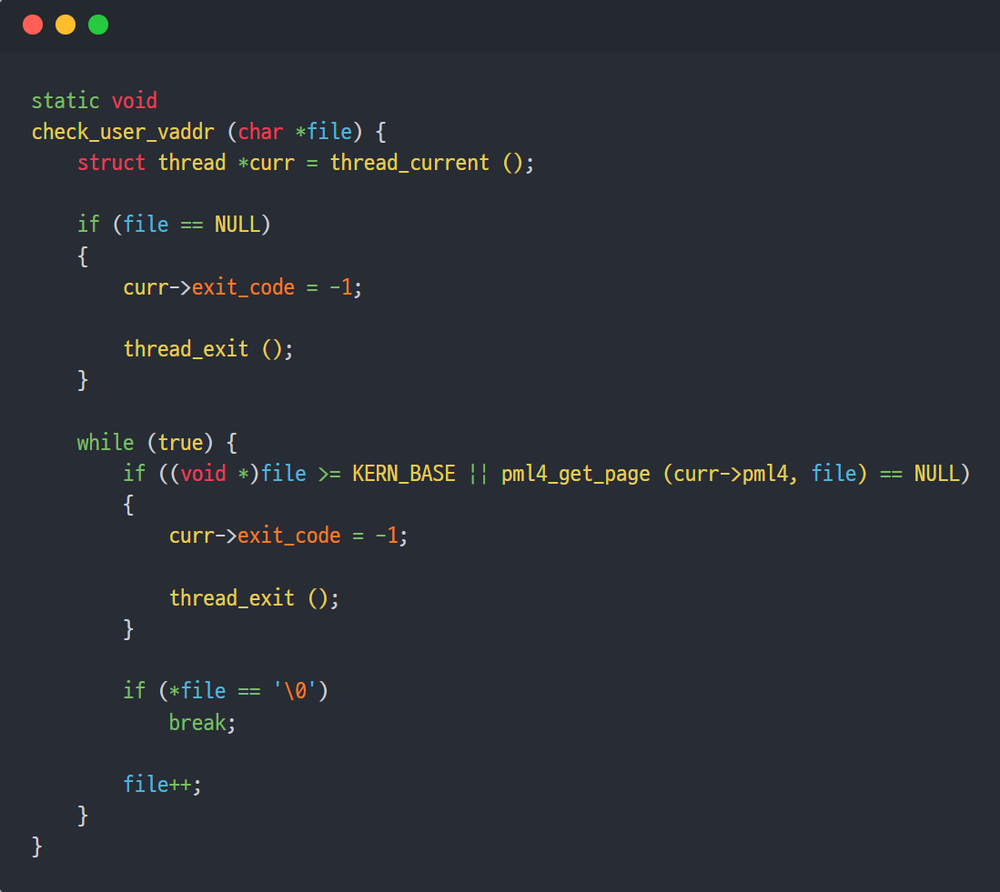 static void
check_user_vaddr (char *file) {
    struct thread *curr = thread_current ();

    if (file == NULL)
    {
        curr->exit_code = -1;

        thread_exit ();
    }

    while (true) {
        if ((void *)file >= KERN_BASE || pml4_get_page (curr->pml4, file) == NULL)
        {
            curr->exit_code = -1;

            thread_exit ();
        }

        if (*file == '\0')
            break;

        file++;
    }
}